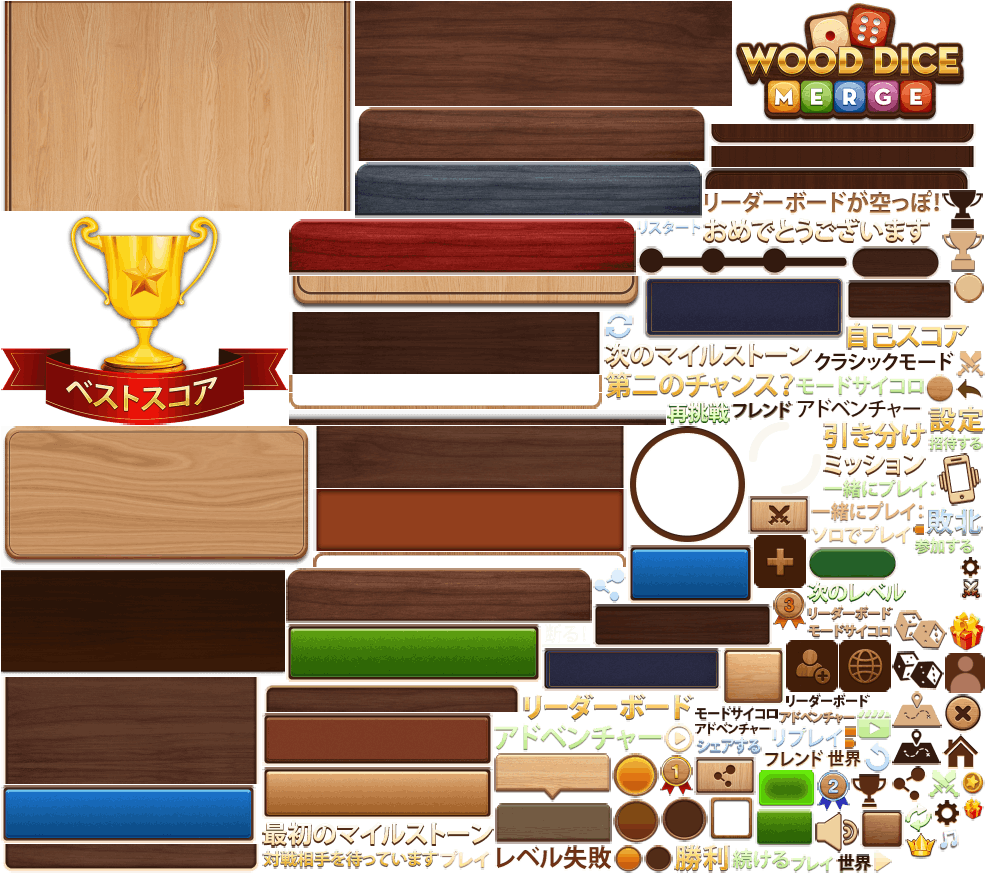 WOOD DICE
MERGE
リーダーボードが空っぽ!
リスタート
おめでとうございます
自己スコア
次のマイルストーン
クラシックモード
ベストスコア
第二のチャンス?
モードサイコロ
再挑戦
フレンド
アドベンチャー
設定
引き分け
招待する
ミッション
一緒にプレイ:
一緒にプレイ:
敗北
ソロでプレイ
参加する
次のレベル
3
リーダーボード
モードサイコロ
リーダーボード
リーダーボード
モードサイコロ
アドベンチャー
アドベンチャー
アドベンチャー
シェアする
リプレイ
フレンド
世界
1
2
最初のマイルストーン
対戦相手を待っています
プレイ
レベル失敗
勝利
続ける
プレイ
世界